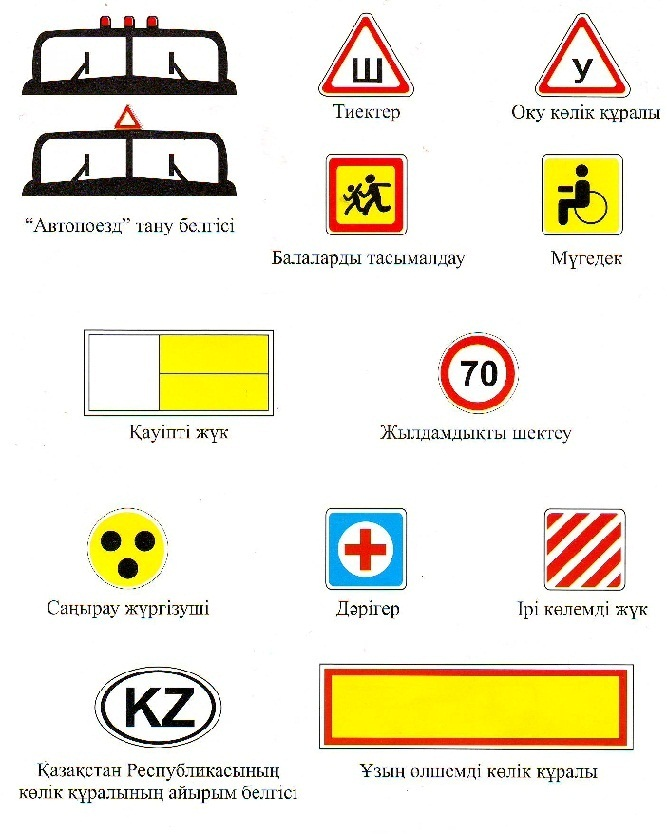 Ш
У
Тиектер
Оқу көлік құралы
“Автопоезд” тану белгісі
Балаларды тасымалдау
Мүгедек
70
Қауіпті жүк
Жылдамдықты шектеу
Саңырау жүргізуші
Дәрігер
Ірі көлемді жүк
KZ
Қазақстан Республикасының
көлік құралының айырым белгісі
Ұзың өлшемді көлік құралы